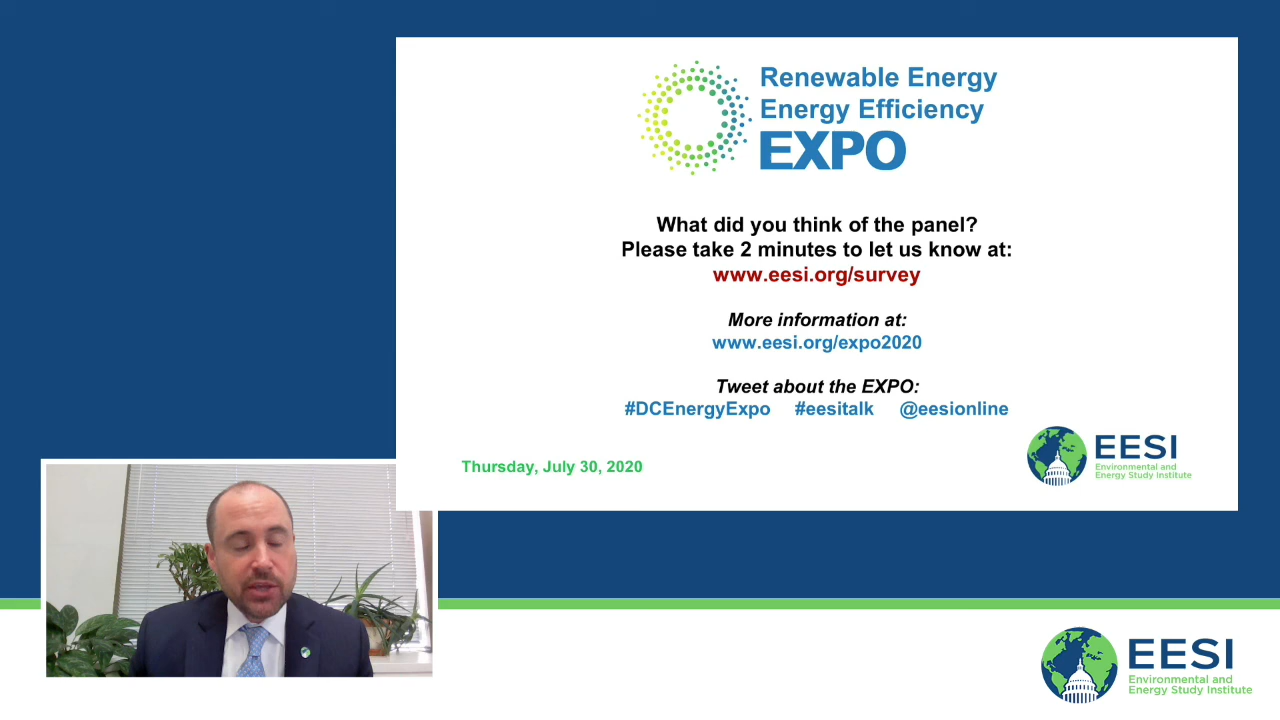 Renewable Energy
Energy Efficiency
EXPO
What did you think of the panel?
Please take 2 minutes to let us know at:
www.eesi.org/survey
More information at:
www.eesi.org/expo2020
Tweet about the EXPO:
#DCEnergyExpo #eesitalk @eesionline
Thursday, July 30, 2020
EESI
Environmental and
Energy Study Institute
EESI
Environmental and
Energy Study Institute